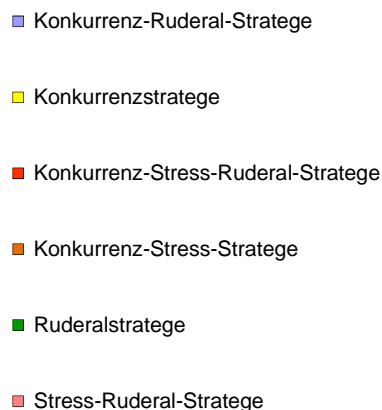 Konkurrenz-Ruderal-Stratege
Konkurrenzstratege
Konkurrenz-Stress-Ruderal-Stratege
Konkurrenz-Stress-Stratege
Ruderalstratege
Stress-Ruderal-Stratege